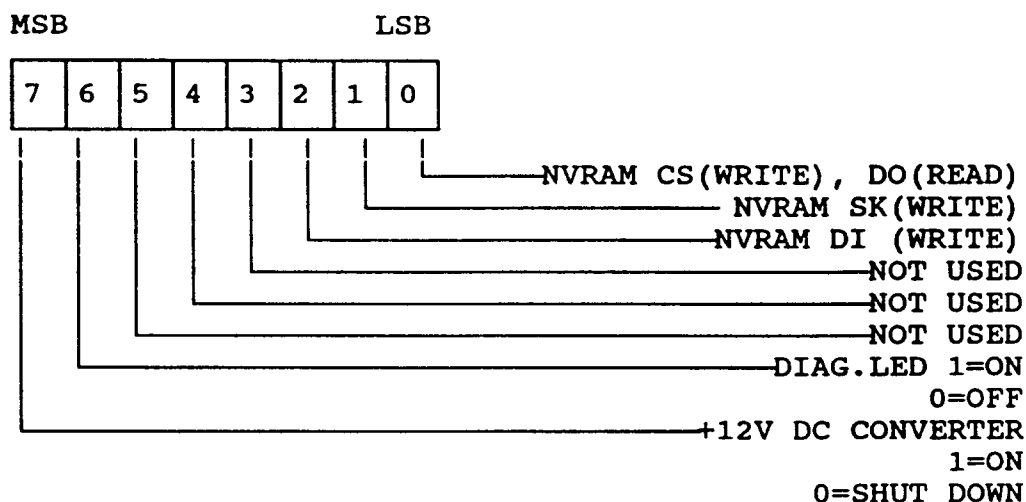 MSB LSB
7 6 5 4 3 2 1 0
NVRAM CS(WRITE), DO(READ)
NVRAM SK(WRITE)
NVRAM DI (WRITE)
NOT USED
NOT USED
NOT USED
DIAG.LED 1=ON
0=OFF
+12V DC CONVERTER
1=ON
0=SHUT DOWN